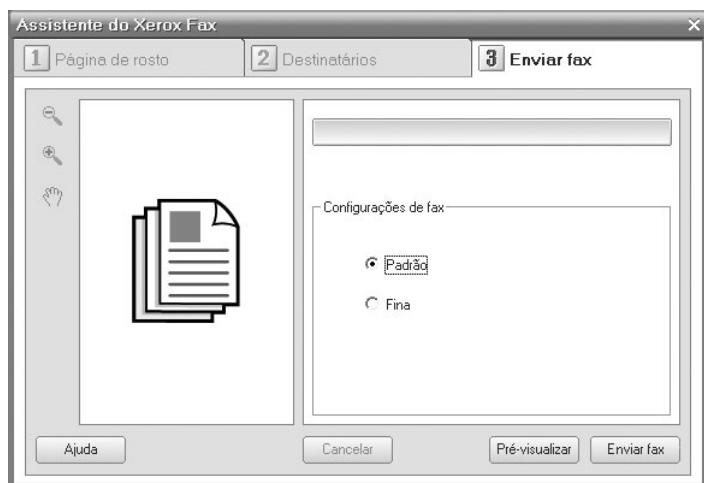 Assistente do Xerox Fax
1 Página de rosto
2 Destinatários
3 Enviar fax
Configurações de fax
Padrão
Fina
Ajuda
Cancelar
Pré-visualizar
Enviar fax